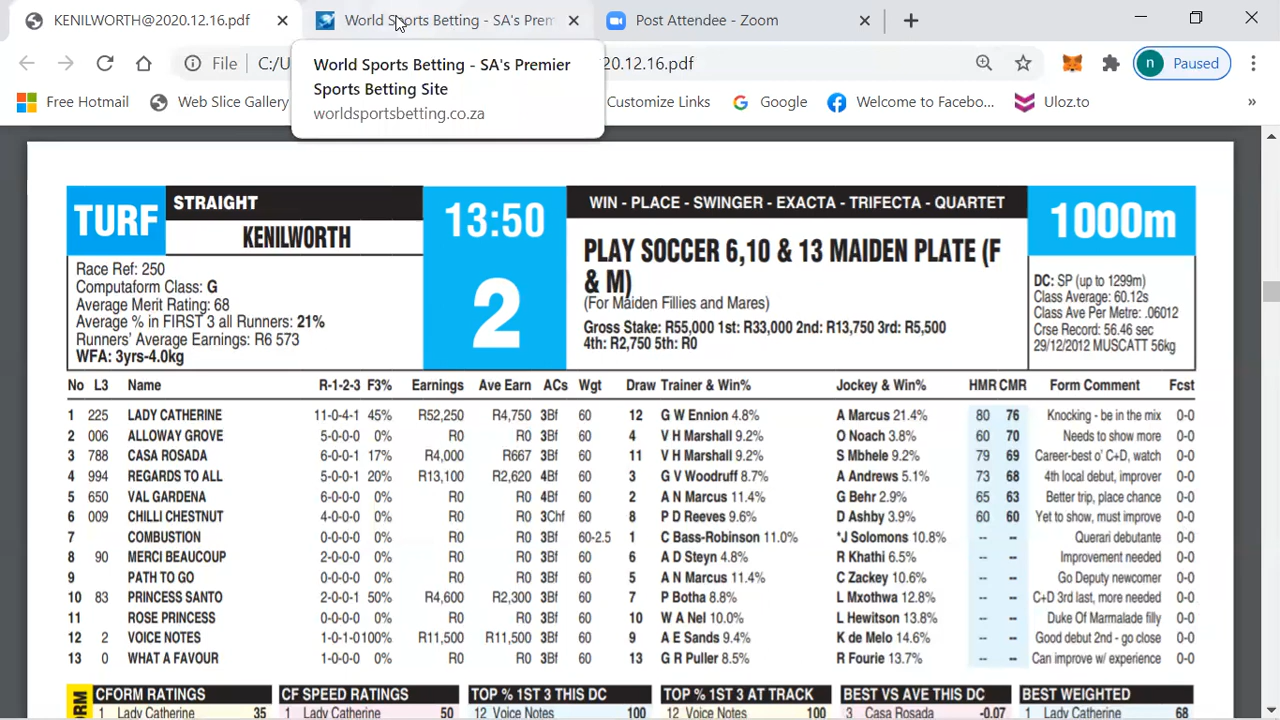 KENILWORTH@2020.12.16.pdf
World Sports Betting - SA's Prem
Post Attendee - Zoom
File
C:/U
20.12.16.pdf
n
Paused
World Sports Betting - SA's Premier
Sports Betting Site
worldsportsbetting.co.za
Free Hotmail
Web Slice Gallery
Customize Links
Google
Welcome to Facebo...
Uloz.to
»
TURF
STRAIGHT
KENILWORTH
13:50
2
WIN - PLACE - SWINGER - EXACTA - TRIFECTA - QUARTET
1000m
PLAY SOCCER 6,10 & 13 MAIDEN PLATE (F
& M)
(For Maiden Fillies and Mares)
Gross Stake: R55,000 1st: R33,000 2nd: R13,750 3rd: R5,500
4th: R2,750 5th: R0
Race Ref: 250
Computaform Class: G
Average Merit Rating: 68
Average % in FIRST 3 all Runners: 21%
Runners' Average Earnings: R6 573
WFA: 3yrs-4.0kg
DC: SP (up to 1299m)
Class Average: 60.12s
Class Ave Per Metre: .06012
Crse Record: 56.46 sec
29/12/2012 MUSCATT 56kg
No L3 Name R-1-2-3 F3% Earnings Ave Earn ACs Wgt Draw Trainer & Win% Jockey & Win% HMR CMR Form Comment Fcst
1 225 LADY CATHERINE 11-0-4-1 45% R52,250 R4,750 3Bf 60 12 G W Ennion 4.8% A Marcus 21.4% 80 76 Knocking - be in the mix 0-0
2 006 ALLOWAY GROVE 5-0-0-0 0% R0 R0 3Bf 60 4 V H Marshall 9.2% O Noach 3.8% 60 70 Needs to show more 0-0
3 788 CASA ROSADA 6-0-0-1 17% R4,000 R667 3Bf 60 11 V H Marshall 9.2% S Mbhele 9.2% 79 69 Career-best o' C+D, watch 0-0
4 994 REGARDS TO ALL 5-0-0-1 20% R13,100 R2,620 4Bf 60 3 G V Woodruff 8.7% A Andrews 5.1% 73 68 4th local debut, improver 0-0
5 650 VAL GARDENA 6-0-0-0 0% R0 R0 4Bf 60 2 A N Marcus 11.4% G Behr 2.9% 65 63 Better trip, place chance 0-0
6 009 CHILLI CHESTNUT 4-0-0-0 0% R0 R0 3Chf 60 8 P D Reeves 9.6% D Ashby 3.9% 60 60 Yet to show, must improve 0-0
7 COMBUSTION 0-0-0-0 0% R0 R0 3Bf 60-2.5 1 C Bass-Robinson 11.0% *J Solomons 10.8% -- -- Querari debutante 0-0
8 90 MERCI BEAUCOUP 2-0-0-0 0% R0 R0 3Bf 60 6 A D Steyn 4.8% R Khathi 6.5% -- -- Improvement needed 0-0
9 PATH TO GO 0-0-0-0 0% R0 R0 3Bf 60 5 A N Marcus 11.4% C Zackey 10.6% -- -- Go Deputy newcomer 0-0
10 83 PRINCESS SANTO 2-0-0-1 50% R4,600 R2,300 3Bf 60 7 P Botha 8.8% L Mxothwa 12.8% -- -- C+D 3rd last, more needed 0-0
11 ROSE PRINCESS 0-0-0-0 0% R0 R0 3Bf 60 10 W A Nel 10.0% L Hewitson 13.8% -- -- Duke Of Marmalade filly 0-0
12 2 VOICE NOTES 1-0-1-0 100% R11,500 R11,500 3Bf 60 9 A E Sands 9.4% K de Melo 14.6% -- -- Good debut 2nd - go close 0-0
13 0 WHAT A FAVOUR 1-0-0-0 0% R0 R0 3Bf 60 13 G R Puller 8.5% R Fourie 13.7% -- -- Can improve w/ experience 0-0
CFORM RATINGS CF SPEED RATINGS TOP % 1ST 3 THIS DC TOP % 1ST 3 AT TRACK BEST VS AVE THIS DC BEST WEIGHTED
1 Lady Catherine 35 1 Lady Catherine 50 12 Voice Notes 100 12 Voice Notes 100 3 Casa Rosada -0.07 1 Lady Catherine 68